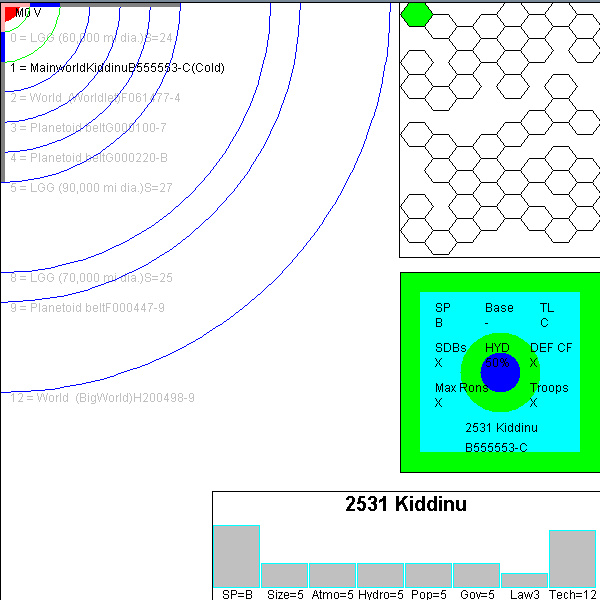 M0 V
0 = LGG (60,000 mi dia.)S=24
1 = MainworldKiddinuB555553-C(Cold)
2 = World (Worldlet)F061477-4
3 = Planetoid beltG000100-7
4 = Planetoid beltG000220-B
5 = LGG (90,000 mi dia.)S=27
8 = LGG (70,000 mi dia.)S=25
9 = Planetoid beltF000447-9
12 = World (BigWorld)H200498-9
SP Base TL
B - C
SDBs HYD DEF CF
X 50% X
Max Rons Troops
X X
2531 Kiddinu
B555553-C
2531 Kiddinu
SP=B Size=5 Atmo=5 Hydro=5 Pop=5 Gov=5 Law3 Tech=12